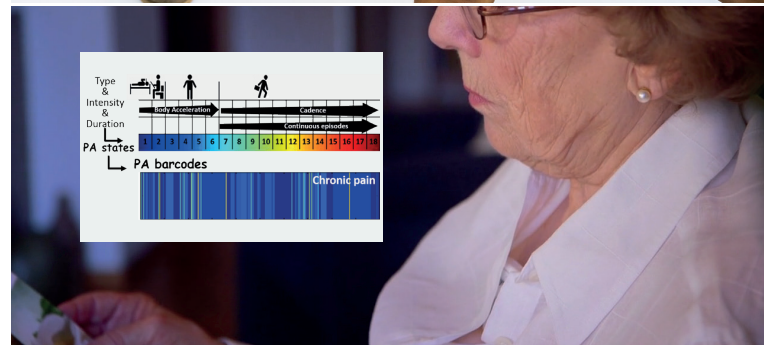 Type
&
Intensity
&
Duration
Body Acceleration
Cadence
Continuous episodes
PA states
1 2 3 4 5 6 7 8 9 10 11 12 13 14 15 16 17 18
PA barcodes
Chronic pain